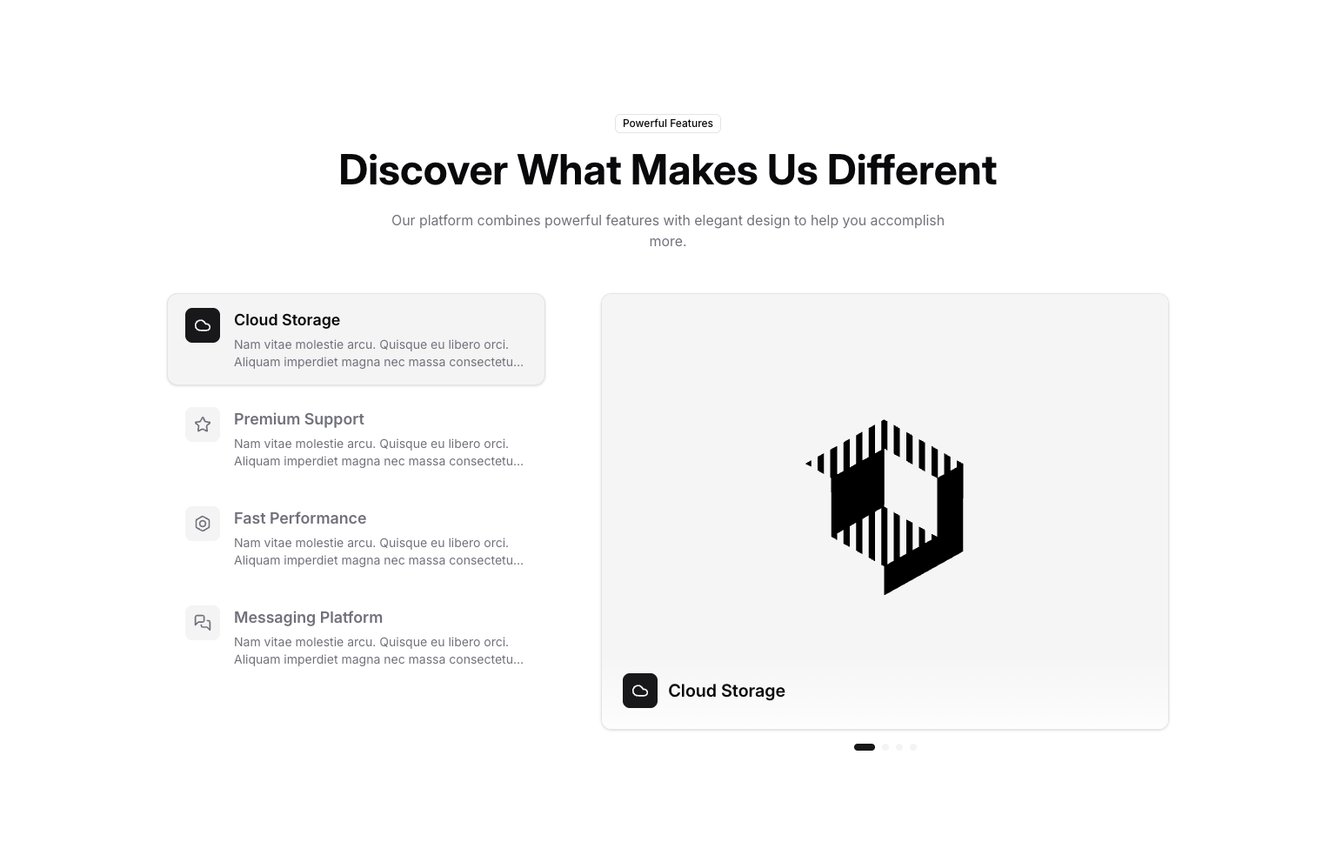 Powerful Features
Discover What Makes Us Different
Our platform combines powerful features with elegant design to help you accomplish
more.
Cloud Storage
Nam vitae molestie arcu. Quisque eu libero orci.
Aliquam imperdiet magna nec massa consectetu...
Premium Support
Nam vitae molestie arcu. Quisque eu libero orci.
Aliquam imperdiet magna nec massa consectetu...
Fast Performance
Nam vitae molestie arcu. Quisque eu libero orci.
Aliquam imperdiet magna nec massa consectetu...
Messaging Platform
Nam vitae molestie arcu. Quisque eu libero orci.
Aliquam imperdiet magna nec massa consectetu...
Cloud Storage